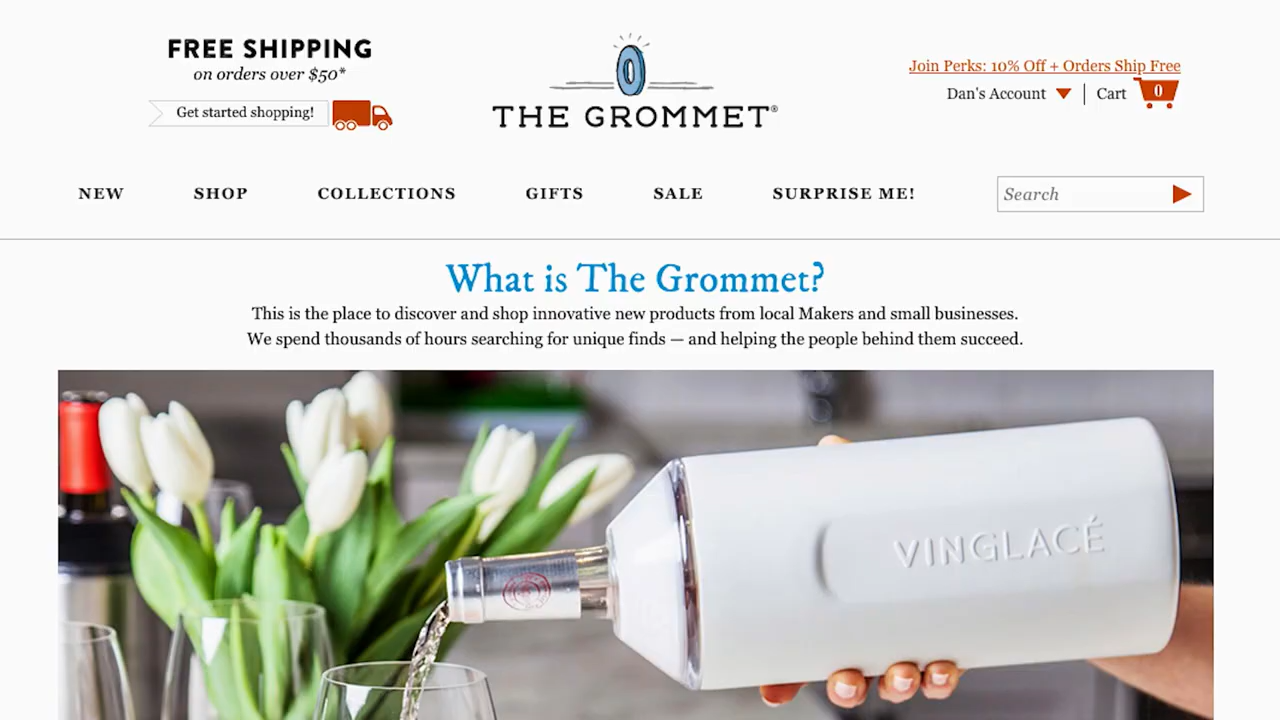 FREE SHIPPING
on orders over $50*
Get started shopping!
THE GROMMET®
Join Perks: 10% Off + Orders Ship Free
Dan's Account
Cart
0
NEW
SHOP
COLLECTIONS
GIFTS
SALE
SURPRISE ME!
Search
What is The Grommet?
This is the place to discover and shop innovative new products from local Makers and small businesses.
We spend thousands of hours searching for unique finds — and helping the people behind them succeed.
VINGLACÉ